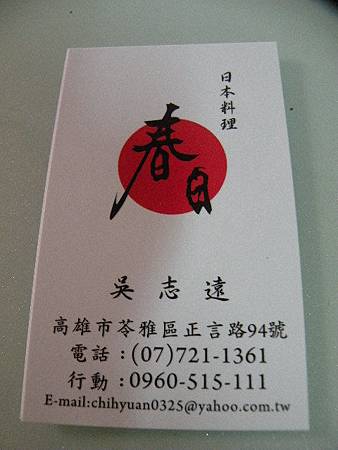 日本料理
春日
吳志遠
高雄市苓雅區正言路94號
電話：(07)721-1361
行動：0960-515-111
E-mail:chihyuan0325@yahoo.com.tw